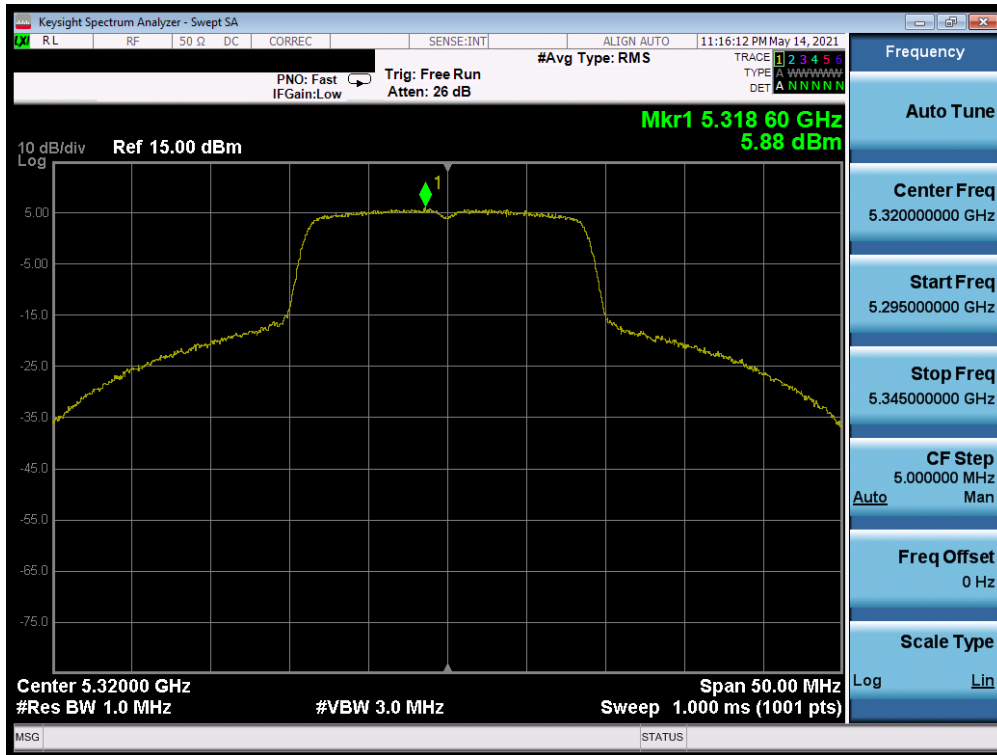 Keysight Spectrum Analyzer - Swept SA
LXI RL RF 50 Ω DC CORREC SENSE:INT ALIGN AUTO 11:16:12 PM May 14, 2021
#Avg Type: RMS TRACE 1 2 3 4 5 6
PNO: Fast Trig: Free Run TYPE A WWWWW
IFGain:Low Atten: 26 dB DET A N N N N N
Mkr1 5.318 60 GHz
5.88 dBm
10 dB/div Ref 15.00 dBm
Log
1
5.00
-5.00
-15.0
-25.0
-35.0
-45.0
-55.0
-65.0
-75.0
Center 5.32000 GHz Span 50.00 MHz
#Res BW 1.0 MHz #VBW 3.0 MHz Sweep 1.000 ms (1001 pts)
MSG STATUS
Frequency
Auto Tune
Center Freq
5.320000000 GHz
Start Freq
5.295000000 GHz
Stop Freq
5.345000000 GHz
CF Step
5.000000 MHz
Auto Man
Freq Offset
0 Hz
Scale Type
Log Lin